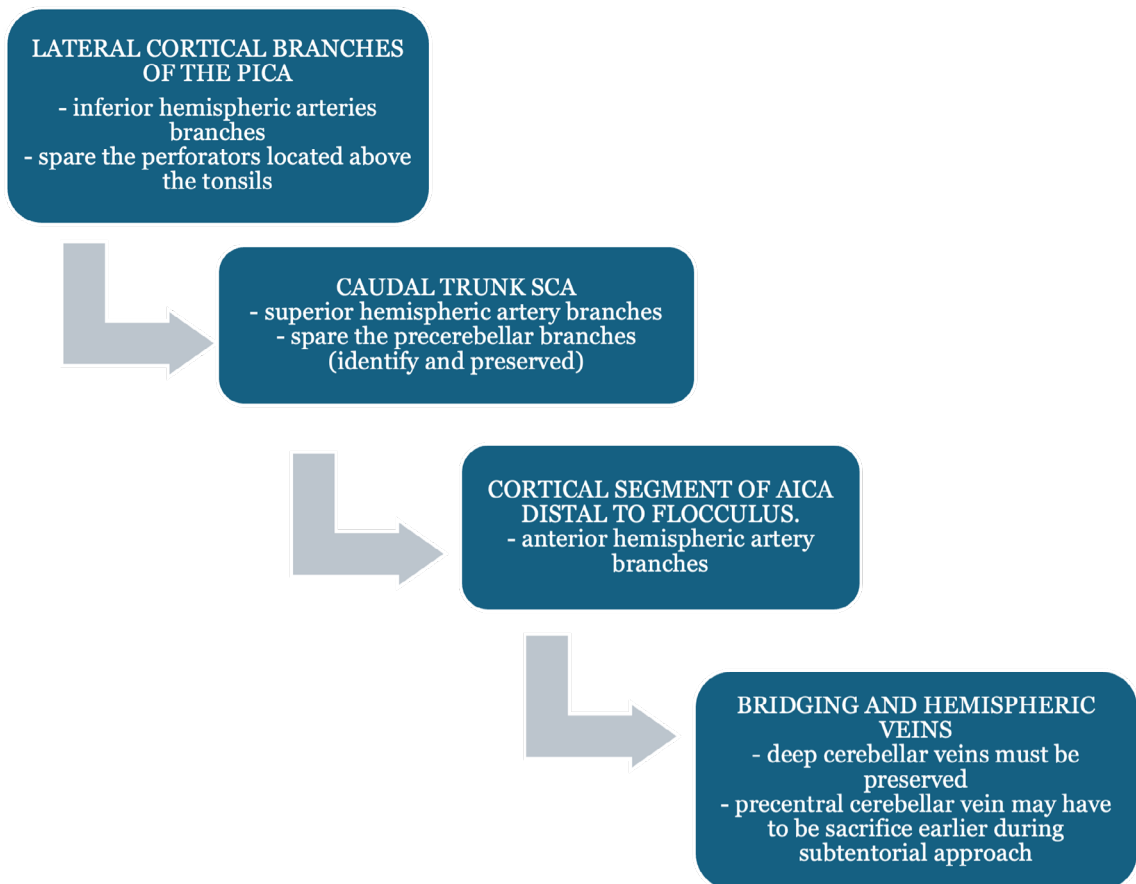 LATERAL CORTICAL BRANCHES
OF THE PICA
- inferior hemispheric arteries
branches
- spare the perforators located above
the tonsils
CAUDAL TRUNK SCA
- superior hemispheric artery branches
- spare the precerebellar branches
(identify and preserved)
CORTICAL SEGMENT OF AICA
DISTAL TO FLOCCULUS.
- anterior hemispheric artery
branches
BRIDGING AND HEMISPHERIC
VEINS
- deep cerebellar veins must be
preserved
- precentral cerebellar vein may have
to be sacrifice earlier during
subtentorial approach